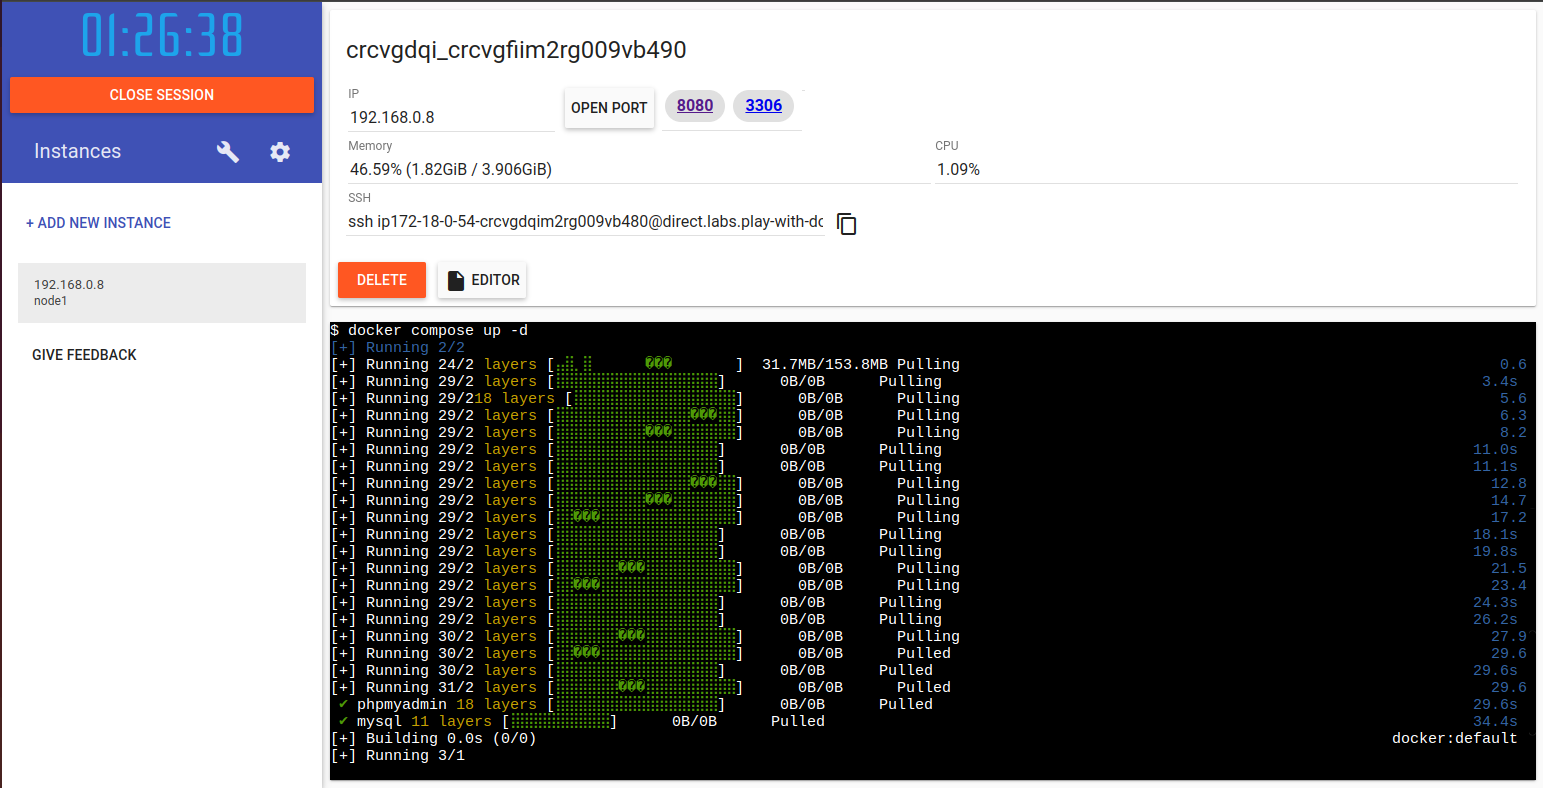 01:26:38
CLOSE SESSION
Instances
+ ADD NEW INSTANCE
192.168.0.8
node1
GIVE FEEDBACK
crcvgdqi_crcvgfiim2rg009vb490
IP
192.168.0.8
OPEN PORT
8080
3306
Memory
46.59% (1.82GiB / 3.906GiB)
CPU
1.09%
SSH
ssh ip172-18-0-54-crcvgdqim2rg009vb480@direct.labs.play-with-dc
DELETE
EDITOR
$ docker compose up -d
[+] Running 2/2
[+] Running 24/2 layers [⣿⣿ ⣿ ���] 31.7MB/153.8MB Pulling 0.6
[+] Running 29/2 layers [⣿⣿⣿⣿⣿⣿⣿⣿⣿⣿⣿⣿⣿⣿⣿⣿⣿⣿] 0B/0B Pulling 3.4s
[+] Running 29/218 layers [⣿⣿⣿⣿⣿⣿⣿⣿⣿⣿⣿⣿⣿⣿⣿⣿⣿⣿] 0B/0B Pulling 5.6
[+] Running 29/2 layers [⣿⣿⣿⣿⣿⣿⣿⣿⣿⣿⣿⣿⣿⣿⣿���⣿⣿] 0B/0B Pulling 6.3
[+] Running 29/2 layers [⣿⣿⣿⣿⣿⣿⣿⣿⣿⣿���⣿⣿⣿⣿⣿⣿⣿] 0B/0B Pulling 8.2
[+] Running 29/2 layers [⣿⣿⣿⣿⣿⣿⣿⣿⣿⣿⣿⣿⣿⣿⣿⣿⣿⣿] 0B/0B Pulling 11.0s
[+] Running 29/2 layers [⣿⣿⣿⣿⣿⣿⣿⣿⣿⣿⣿⣿⣿⣿⣿⣿⣿⣿] 0B/0B Pulling 11.1s
[+] Running 29/2 layers [⣿⣿⣿⣿⣿⣿⣿⣿⣿⣿⣿⣿⣿⣿⣿���⣿⣿] 0B/0B Pulling 12.8
[+] Running 29/2 layers [⣿⣿⣿⣿⣿⣿⣿⣿⣿⣿���⣿⣿⣿⣿⣿⣿⣿] 0B/0B Pulling 14.7
[+] Running 29/2 layers [⣿⣿���⣿⣿⣿⣿⣿⣿⣿⣿⣿⣿⣿⣿⣿⣿⣿] 0B/0B Pulling 17.2
[+] Running 29/2 layers [⣿⣿⣿⣿⣿⣿⣿⣿⣿⣿⣿⣿⣿⣿⣿⣿⣿⣿] 0B/0B Pulling 18.1s
[+] Running 29/2 layers [⣿⣿⣿⣿⣿⣿⣿⣿⣿⣿⣿⣿⣿⣿⣿⣿⣿⣿] 0B/0B Pulling 19.8s
[+] Running 29/2 layers [⣿⣿⣿⣿⣿⣿⣿���⣿⣿⣿⣿⣿⣿⣿⣿⣿⣿] 0B/0B Pulling 21.5
[+] Running 29/2 layers [⣿⣿���⣿⣿⣿⣿⣿⣿⣿⣿⣿⣿⣿⣿⣿⣿⣿] 0B/0B Pulling 23.4
[+] Running 29/2 layers [⣿⣿⣿⣿⣿⣿⣿⣿⣿⣿⣿⣿⣿⣿⣿⣿⣿⣿] 0B/0B Pulling 24.3s
[+] Running 29/2 layers [⣿⣿⣿⣿⣿⣿⣿⣿⣿⣿⣿⣿⣿⣿⣿⣿⣿⣿] 0B/0B Pulling 26.2s
[+] Running 30/2 layers [⣿⣿⣿⣿⣿⣿⣿���⣿⣿⣿⣿⣿⣿⣿⣿⣿⣿] 0B/0B Pulling 27.9
[+] Running 30/2 layers [⣿⣿���⣿⣿⣿⣿⣿⣿⣿⣿⣿⣿⣿⣿⣿⣿⣿] 0B/0B Pulled 29.6
[+] Running 30/2 layers [⣿⣿⣿⣿⣿⣿⣿⣿⣿⣿⣿⣿⣿⣿⣿⣿⣿⣿] 0B/0B Pulled 29.6s
[+] Running 31/2 layers [⣿⣿⣿⣿⣿⣿⣿���⣿⣿⣿⣿⣿⣿⣿⣿⣿⣿] 0B/0B Pulled 29.6
✔ phpmyadmin 18 layers [⣿⣿⣿⣿⣿⣿⣿⣿⣿⣿⣿⣿⣿⣿⣿⣿⣿⣿] 0B/0B Pulled 29.6s
✔ mysql 11 layers [⣿⣿⣿⣿⣿⣿⣿⣿⣿⣿⣿] 0B/0B Pulled 34.4s
[+] Building 0.0s (0/0) docker:default
[+] Running 3/1